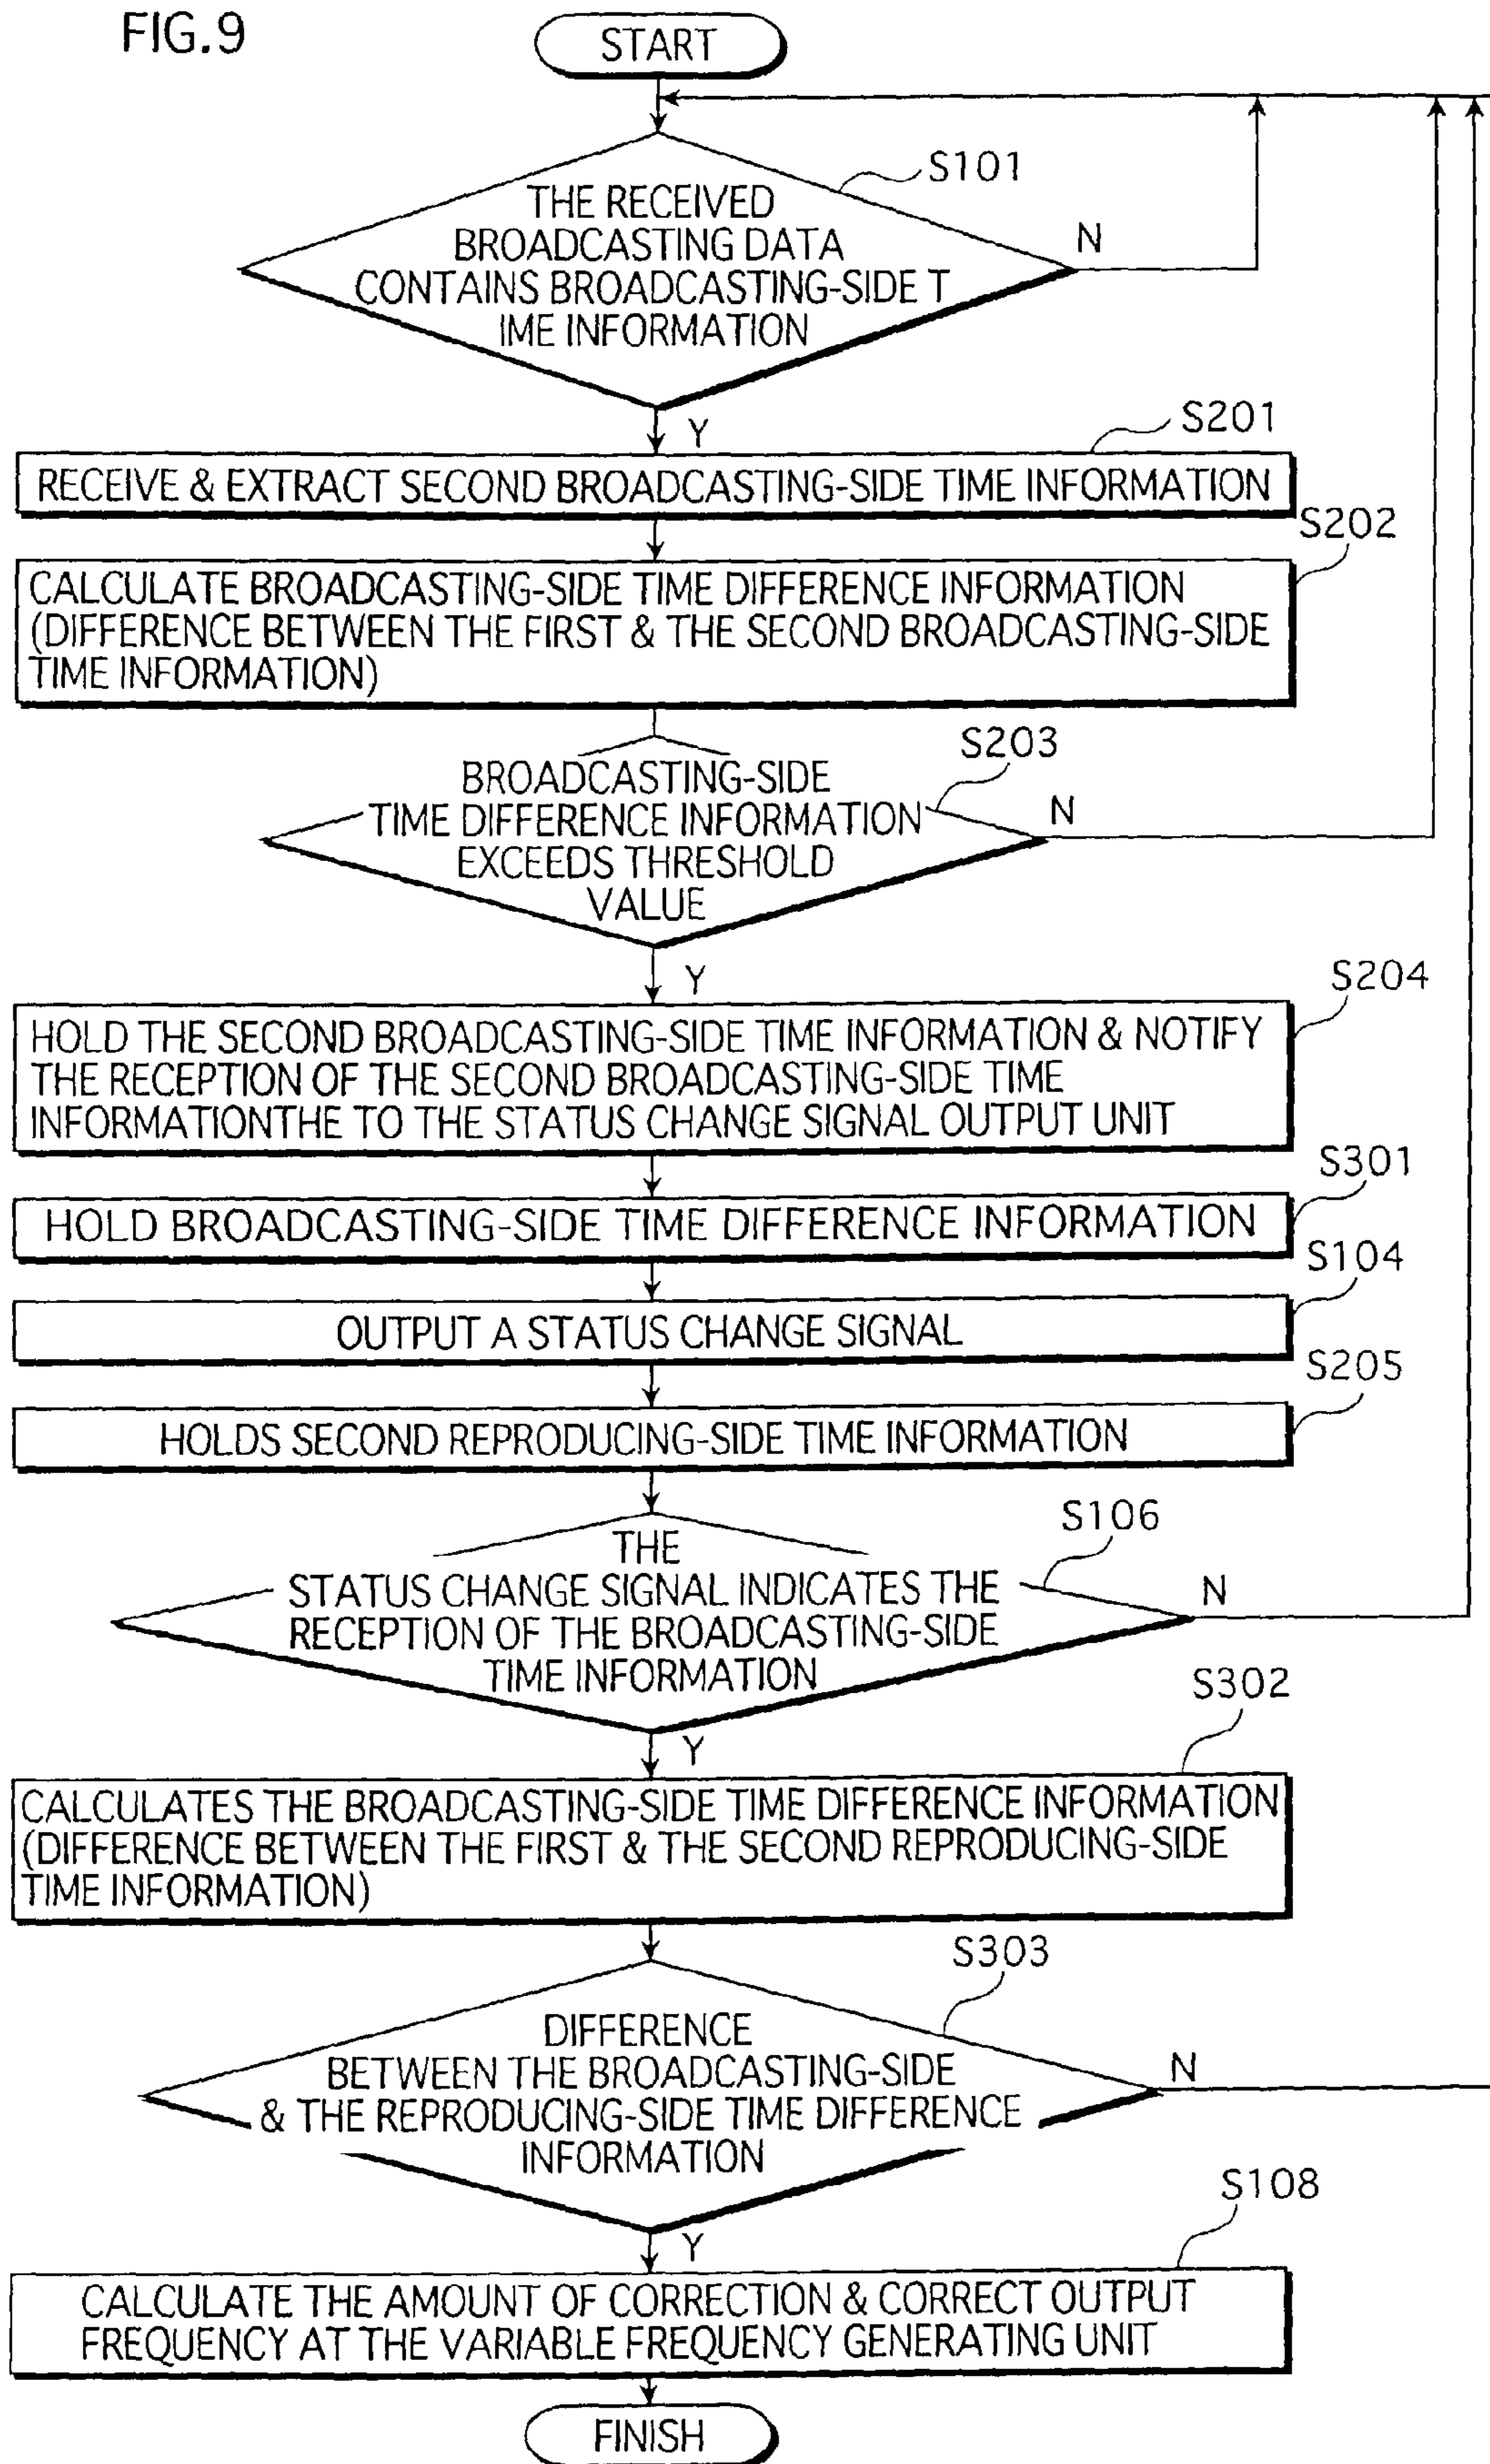 FIG.9
START
S101
THE RECEIVED
BROADCASTING DATA
CONTAINS BROADCASTING-SIDE T
IME INFORMATION
N
Y
S201
RECEIVE & EXTRACT SECOND BROADCASTING-SIDE TIME INFORMATION
S202
CALCULATE BROADCASTING-SIDE TIME DIFFERENCE INFORMATION
(DIFFERENCE BETWEEN THE FIRST & THE SECOND BROADCASTING-SIDE
TIME INFORMATION)
S203
BROADCASTING-SIDE
TIME DIFFERENCE INFORMATION
EXCEEDS THRESHOLD
VALUE
N
Y
S204
HOLD THE SECOND BROADCASTING-SIDE TIME INFORMATION & NOTIFY
THE RECEPTION OF THE SECOND BROADCASTING-SIDE TIME
INFORMATIONTHE TO THE STATUS CHANGE SIGNAL OUTPUT UNIT
S301
HOLD BROADCASTING-SIDE TIME DIFFERENCE INFORMATION
S104
OUTPUT A STATUS CHANGE SIGNAL
S205
HOLDS SECOND REPRODUCING-SIDE TIME INFORMATION
S106
THE
STATUS CHANGE SIGNAL INDICATES THE
RECEPTION OF THE BROADCASTING-SIDE
TIME INFORMATION
N
Y
S302
CALCULATES THE BROADCASTING-SIDE TIME DIFFERENCE INFORMATION
(DIFFERENCE BETWEEN THE FIRST & THE SECOND REPRODUCING-SIDE
TIME INFORMATION)
S303
DIFFERENCE
BETWEEN THE BROADCASTING-SIDE
& THE REPRODUCING-SIDE TIME DIFFERENCE
INFORMATION
N
Y
S108
CALCULATE THE AMOUNT OF CORRECTION & CORRECT OUTPUT
FREQUENCY AT THE VARIABLE FREQUENCY GENERATING UNIT
FINISH